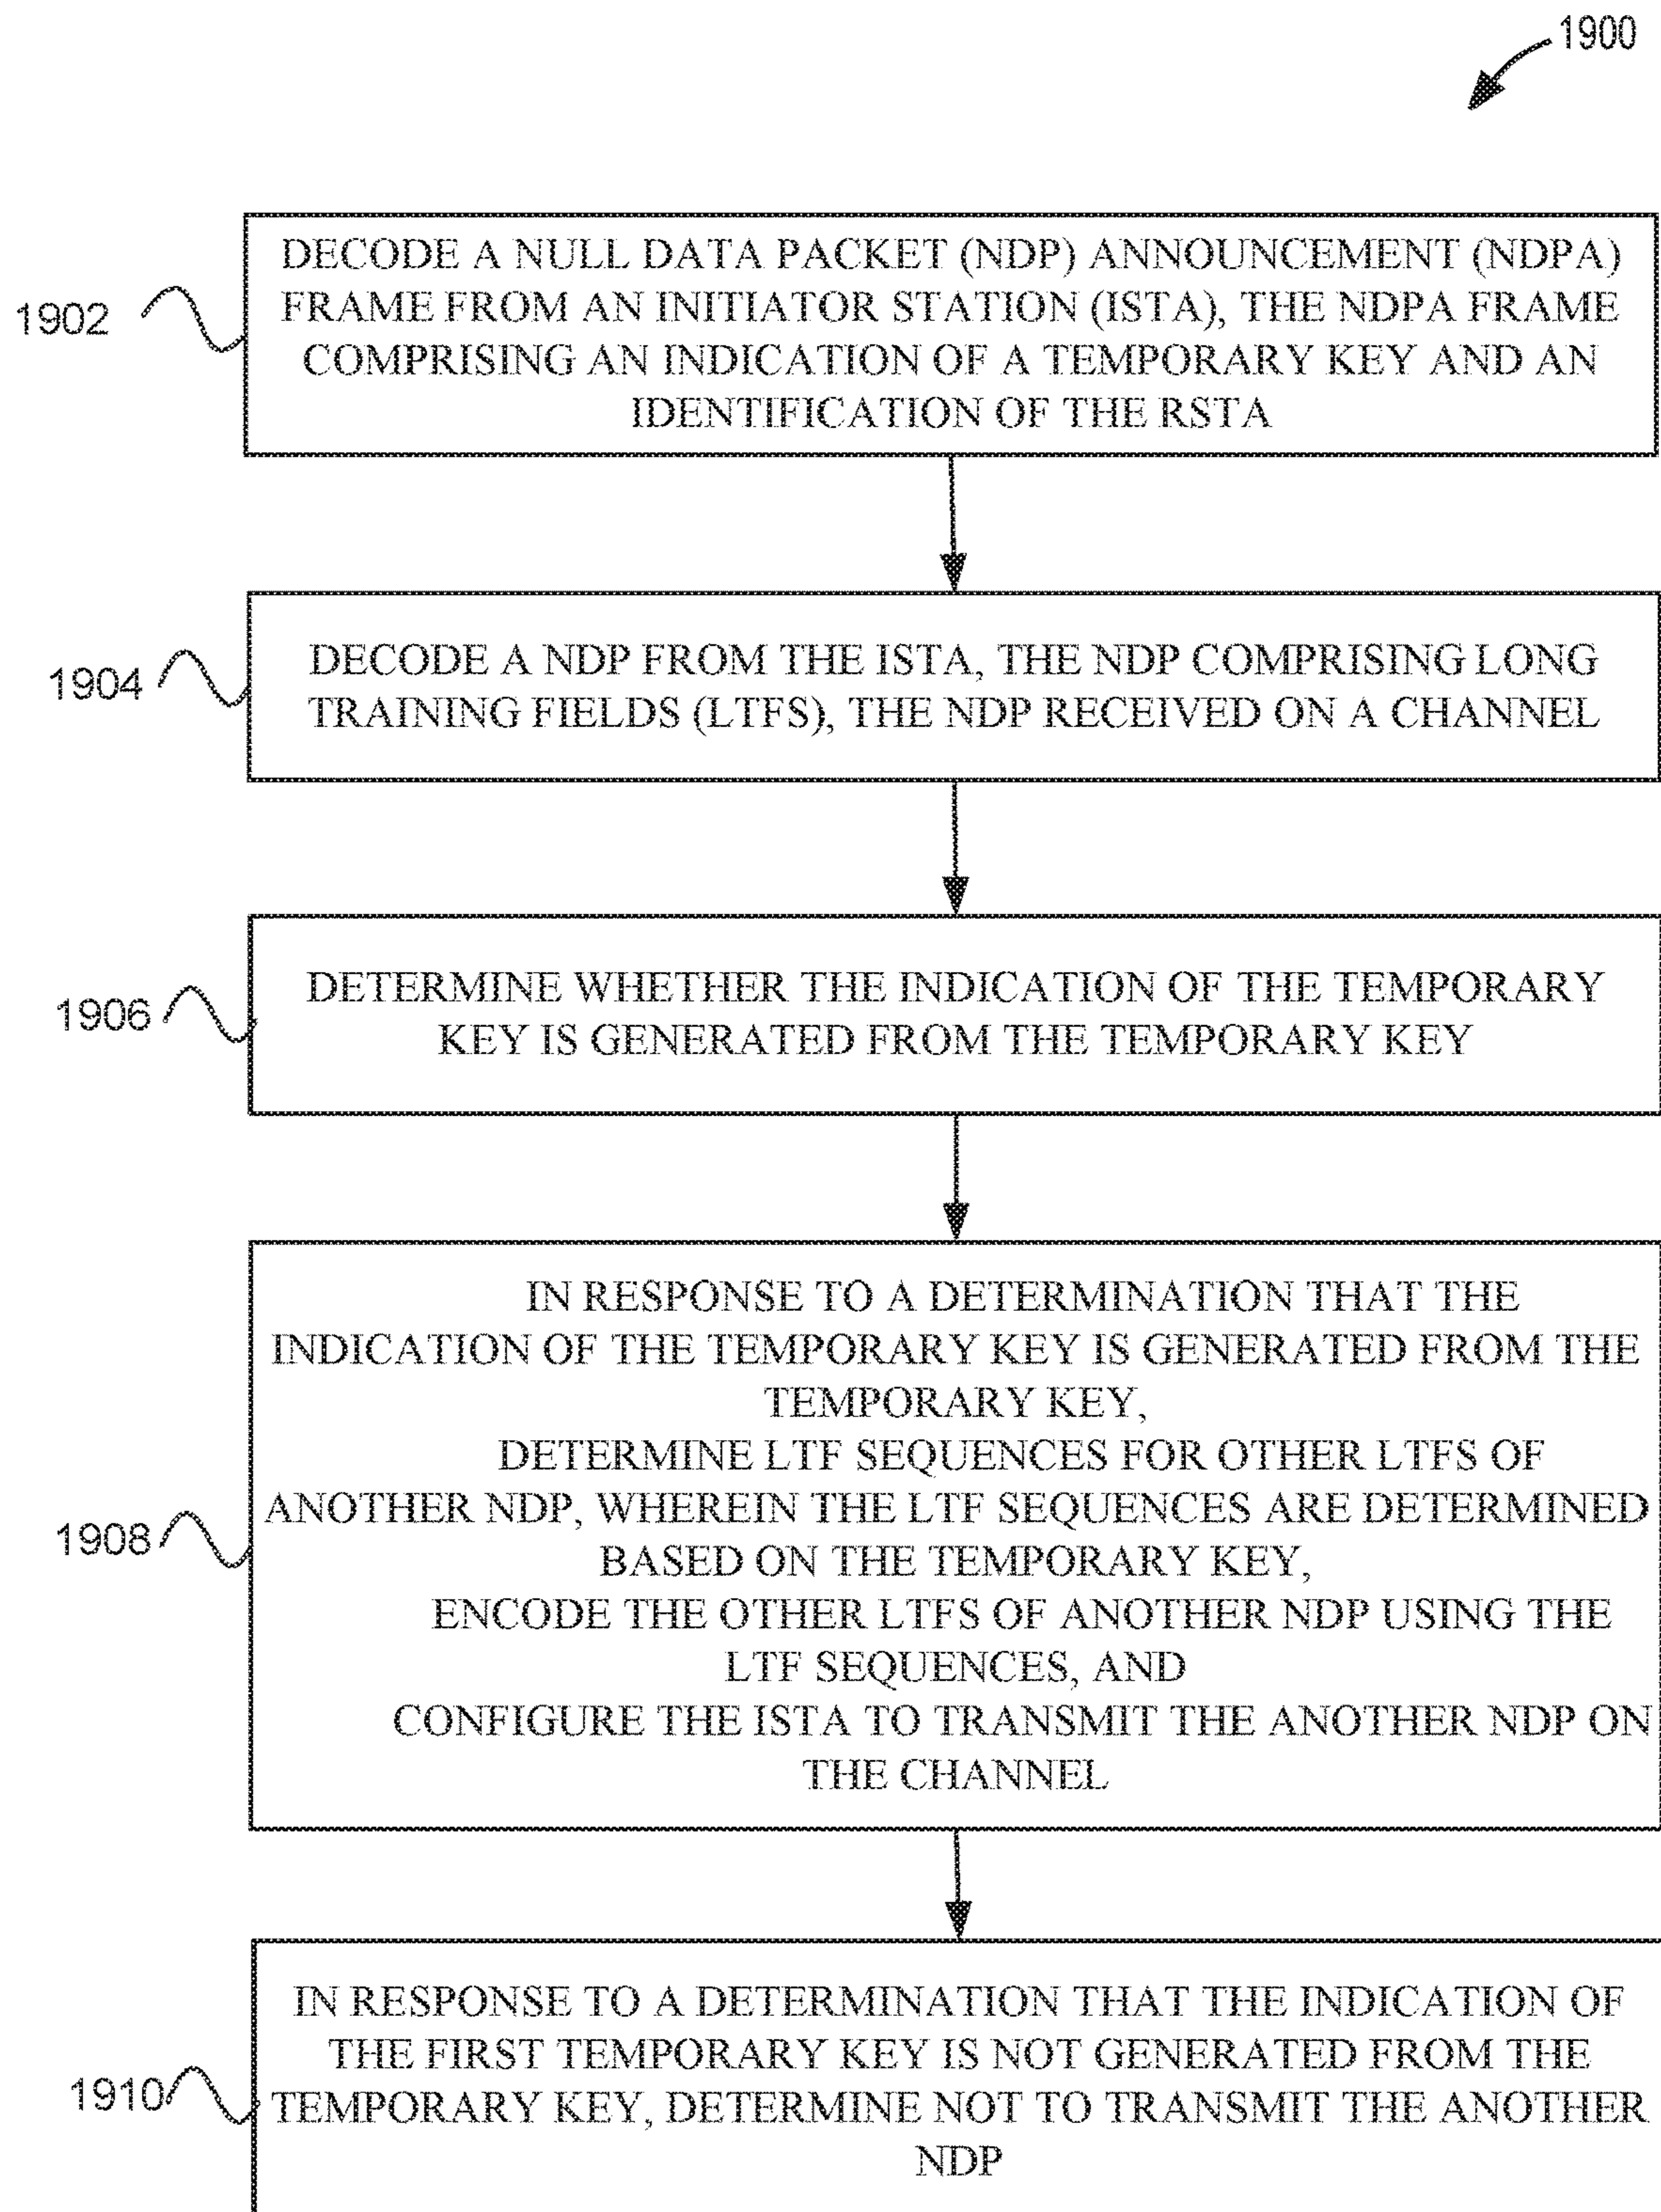 1900
DECODE A NULL DATA PACKET (NDP) ANNOUNCEMENT (NDPA)
FRAME FROM AN INITIATOR STATION (ISTA), THE NDPA FRAME
COMPRISING AN INDICATION OF A TEMPORARY KEY AND AN
IDENTIFICATION OF THE RSTA
1902
DECODE A NDP FROM THE ISTA, THE NDP COMPRISING LONG
TRAINING FIELDS (LTFS), THE NDP RECEIVED ON A CHANNEL
1904
DETERMINE WHETHER THE INDICATION OF THE TEMPORARY
KEY IS GENERATED FROM THE TEMPORARY KEY
1906
IN RESPONSE TO A DETERMINATION THAT THE
INDICATION OF THE TEMPORARY KEY IS GENERATED FROM THE
TEMPORARY KEY,
DETERMINE LTF SEQUENCES FOR OTHER LTFS OF
ANOTHER NDP, WHEREIN THE LTF SEQUENCES ARE DETERMINED
BASED ON THE TEMPORARY KEY,
ENCODE THE OTHER LTFS OF ANOTHER NDP USING THE
LTF SEQUENCES, AND
CONFIGURE THE ISTA TO TRANSMIT THE ANOTHER NDP ON
THE CHANNEL
1908
IN RESPONSE TO A DETERMINATION THAT THE INDICATION OF
THE FIRST TEMPORARY KEY IS NOT GENERATED FROM THE
TEMPORARY KEY, DETERMINE NOT TO TRANSMIT THE ANOTHER
NDP
1910